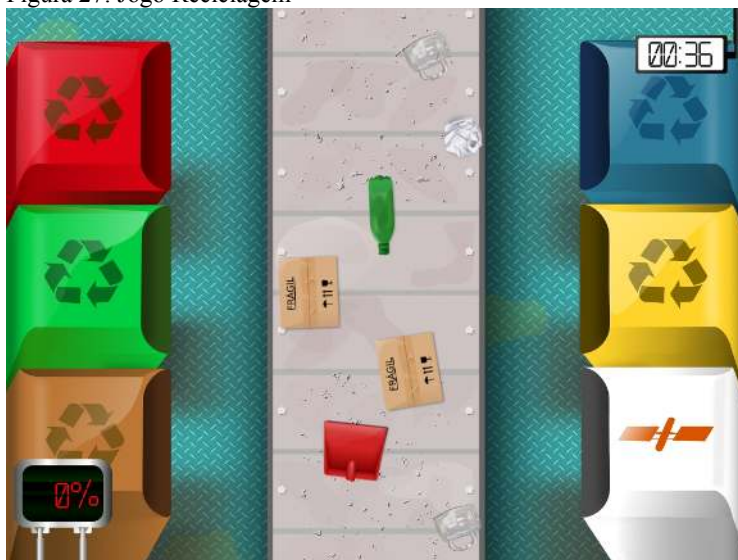 Figura 27: Jogo Reciclagem
00:36
FRÁGIL
FRÁGIL
0%